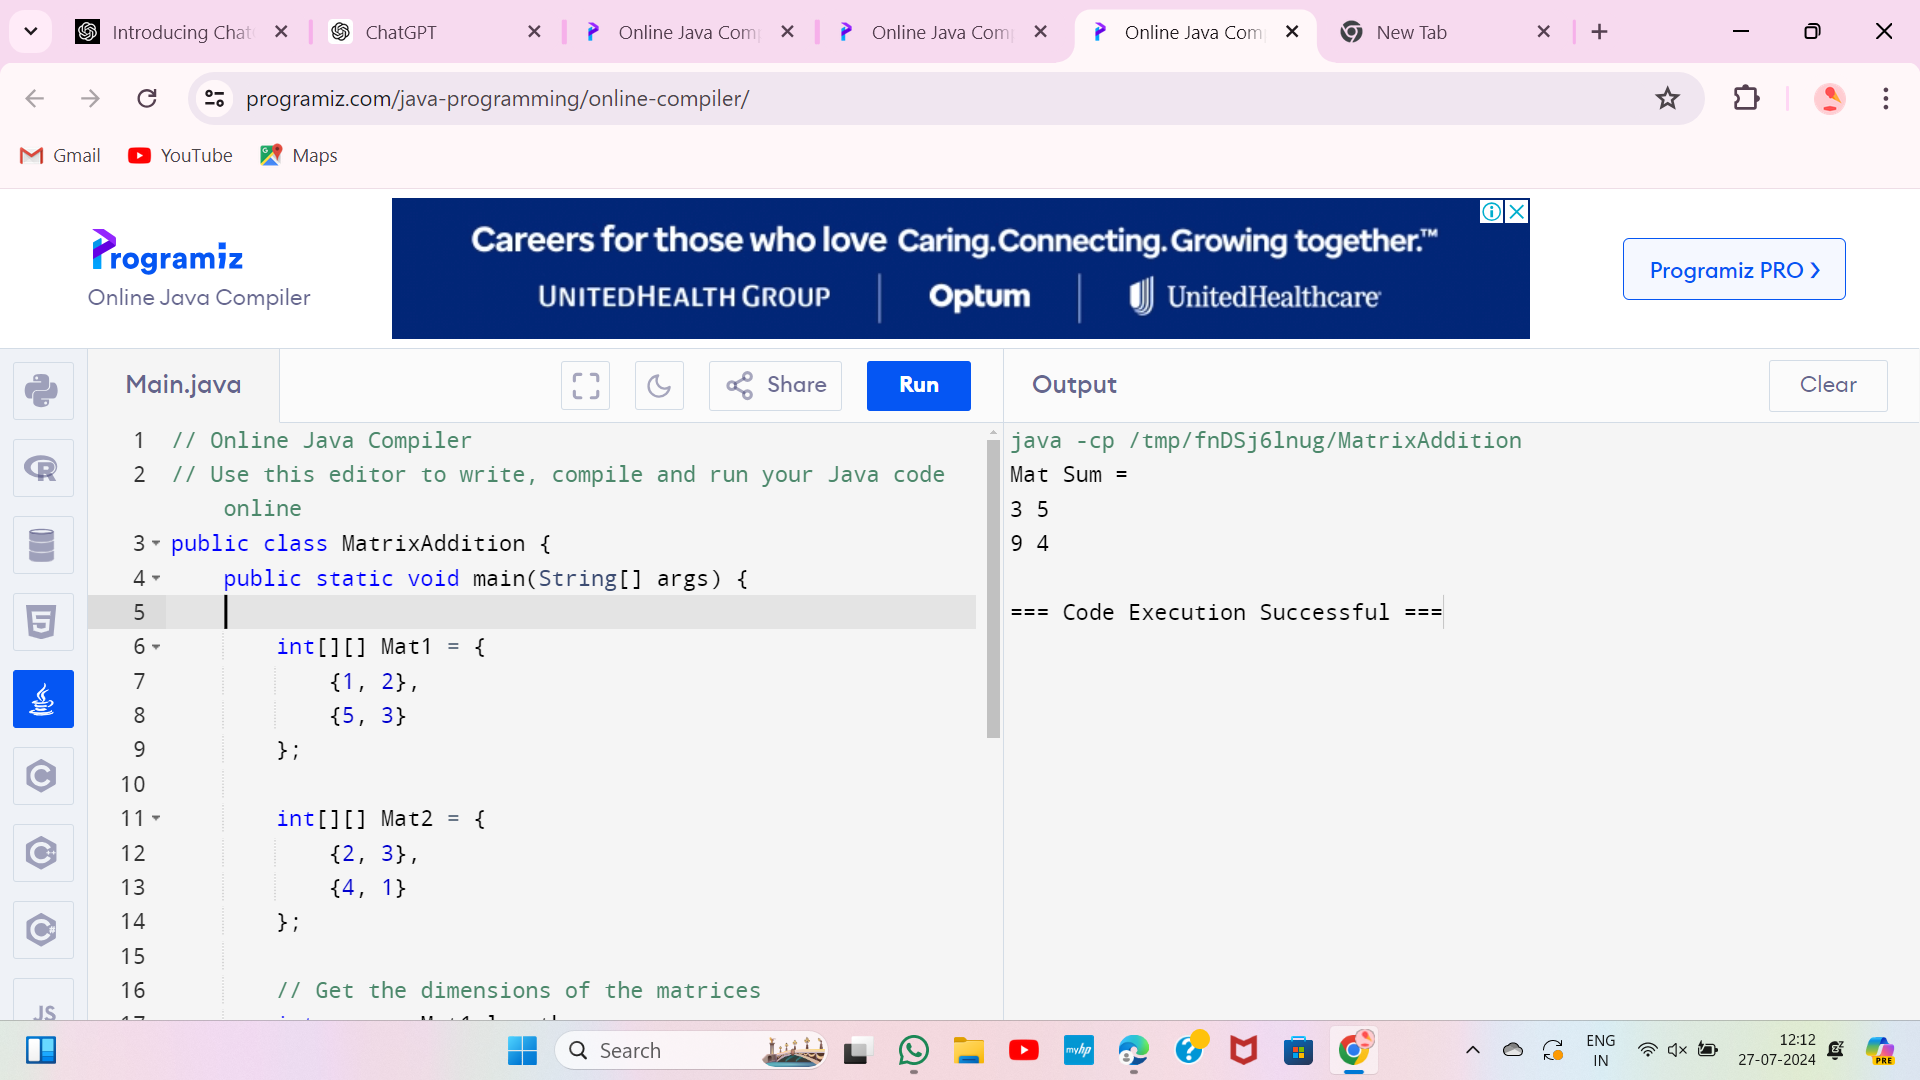 Introducing Chat
ChatGPT
Online Java Com
Online Java Com
Online Java Com
New Tab
programiz.com/java-programming/online-compiler/
Gmail
YouTube
Maps
Programiz
Online Java Compiler
Careers for those who love Caring. Connecting. Growing together.™
UNITEDHEALTH GROUP
Optum
UnitedHealthcare
Programiz PRO
Main.java
Share
Run
Output
Clear
1 // Online Java Compiler
2 // Use this editor to write, compile and run your Java code
online
3 public class MatrixAddition {
4 public static void main(String[] args) {
5
6 int[][] Mat1 = {
7 {1, 2},
8 {5, 3}
9 };
10
11 int[][] Mat2 = {
12 {2, 3},
13 {4, 1}
14 };
15
16 // Get the dimensions of the matrices
java -cp /tmp/fnDSj6lnug/MatrixAddition
Mat Sum =
3 5
9 4
=== Code Execution Successful ===
R
5
C
C++
C#
JS
Search
myhp
ENG
IN
12:12
27-07-2024
PRE